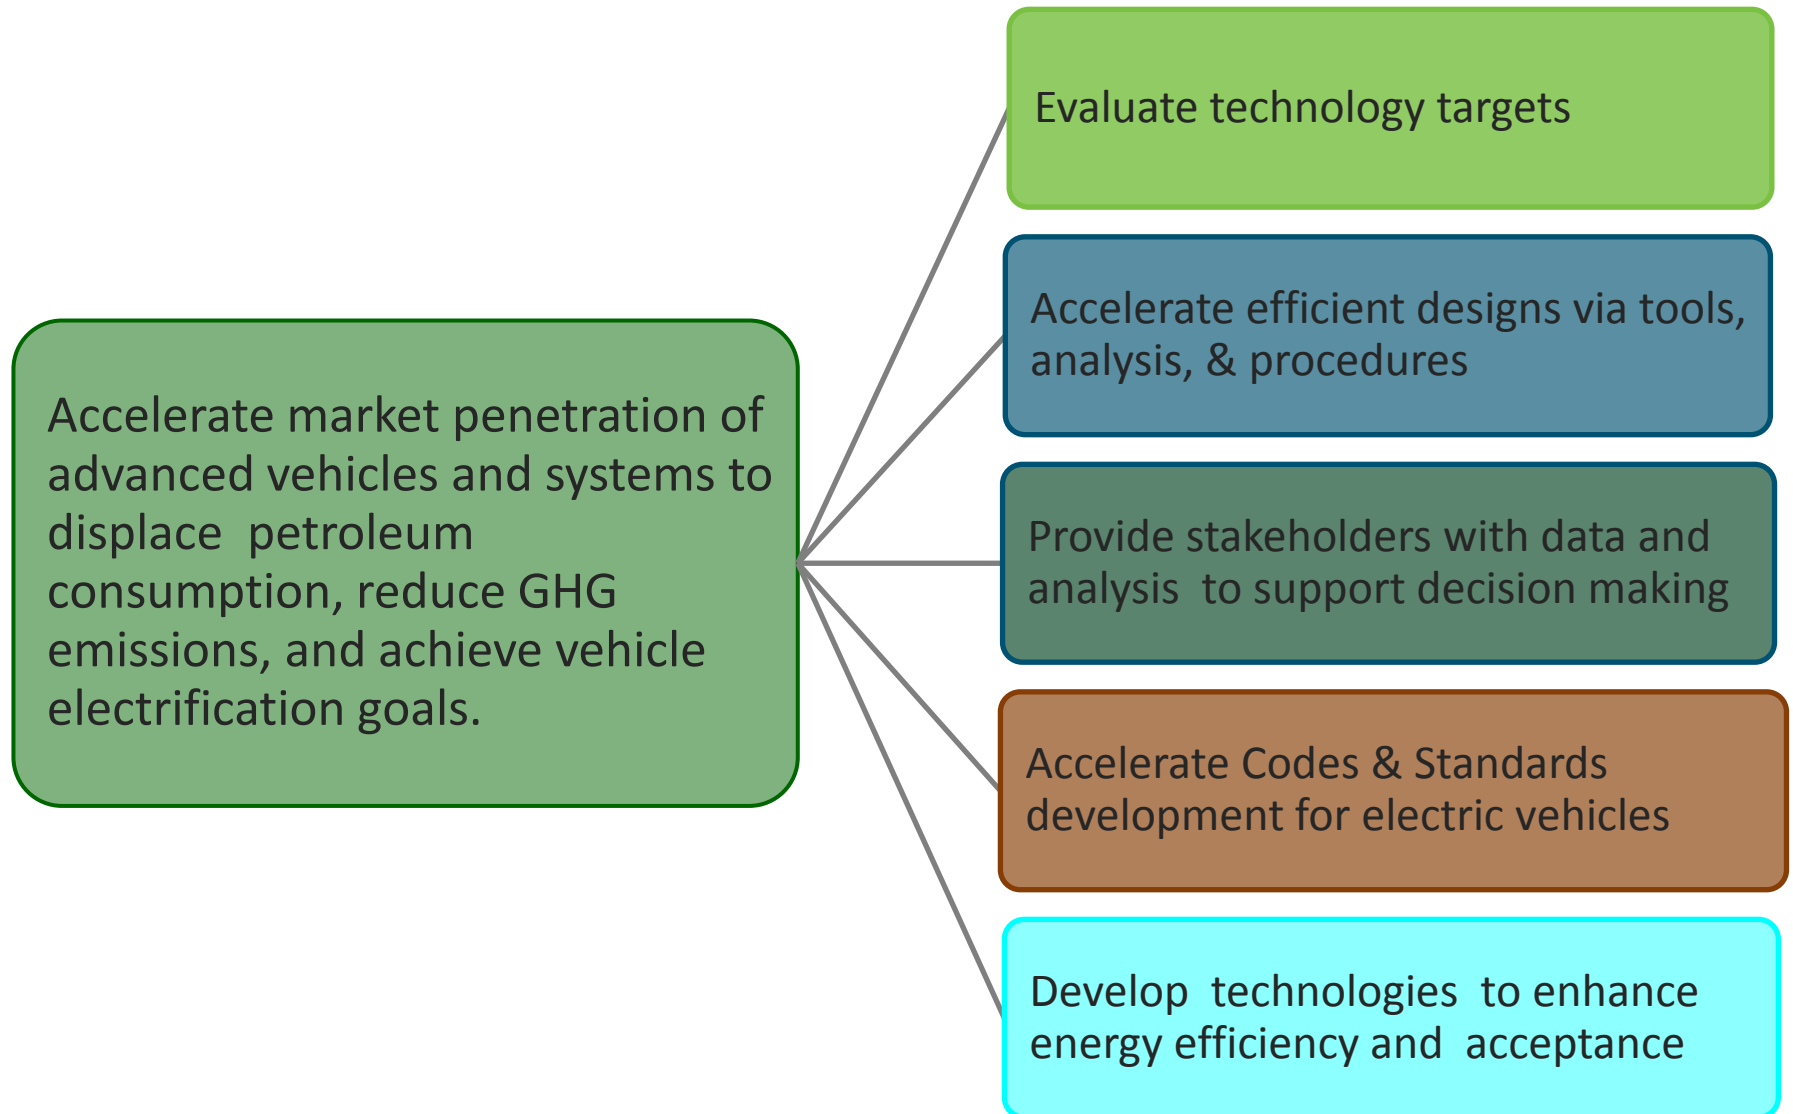 Evaluate technology targets
Accelerate efficient designs via tools,
analysis, & procedures
Accelerate market penetration of
advanced vehicles and systems to
displace  petroleum
consumption, reduce GHG
emissions, and achieve vehicle
electrification goals.
Provide stakeholders with data and
analysis  to support decision making
Accelerate Codes & Standards
development for electric vehicles
Develop  technologies  to enhance
energy efficiency and  acceptance